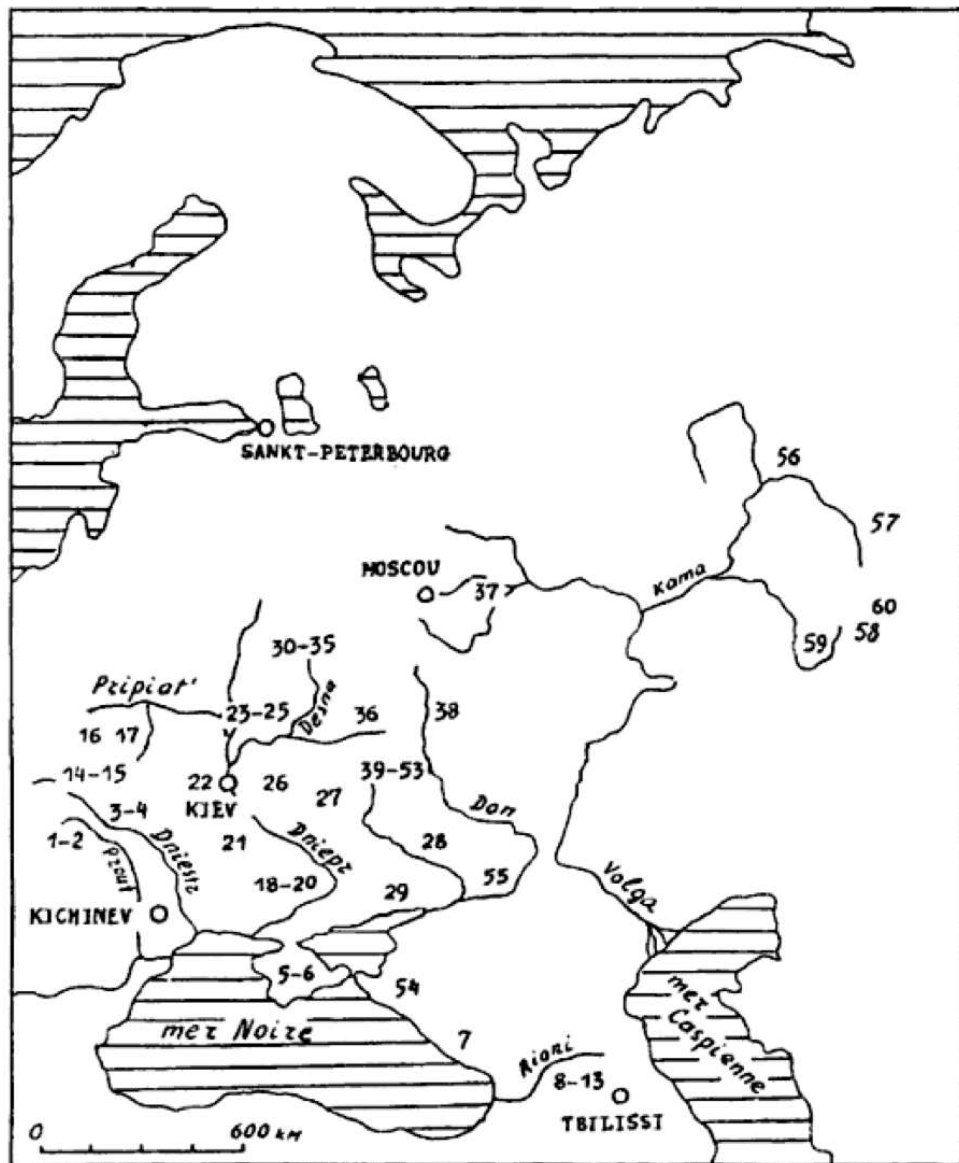 SANKT-PETERBOURG
56
57
MOSCOU
37
Kama
60
58
59
30-35
Pripiat'
23-25
Desna
36
38
16 17
14-15
22
KIEV
26
39-53
27
3-4
Don
1-2
Prout
Dniestr
21
Dniepr
28
18-20
55
29
Volga
KICHINEV
5-6
54
mer Noire
7
mer Caspienne
Rioni
8-13
TBILISSI
0 600 KM